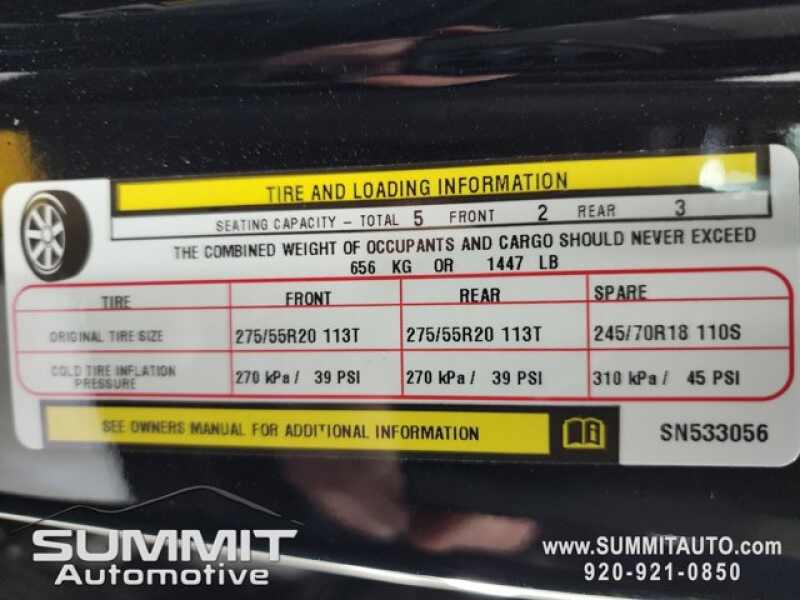 TIRE AND LOADING INFORMATION
SEATING CAPACITY – TOTAL 5 FRONT 2 REAR 3
THE COMBINED WEIGHT OF OCCUPANTS AND CARGO SHOULD NEVER EXCEED
656 KG OR 1447 LB
TIRE FRONT REAR SPARE
ORIGINAL TIRE SIZE 275/55R20 113T 275/55R20 113T 245/70R18 110S
COLD TIRE INFLATION PRESSURE 270 kPa / 39 PSI 270 kPa / 39 PSI 310 kPa / 45 PSI
SEE OWNERS MANUAL FOR ADDITIONAL INFORMATION SN533056
SUMMIT
Automotive
www.SUMMITAUTO.com
920-921-0850